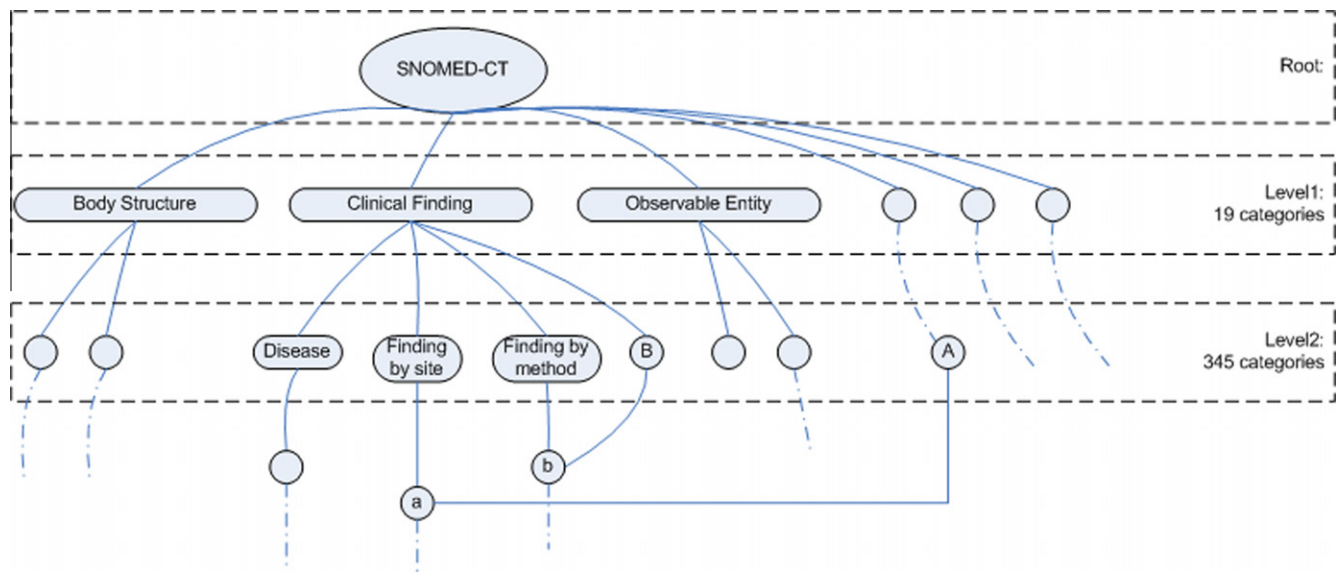 SNOMED-CT
Root:
Body Structure
Clinical Finding
Observable Entity
Level1:
19 categories
Disease
Finding
by site
Finding by
method
B
A
Level2:
345 categories
b
a